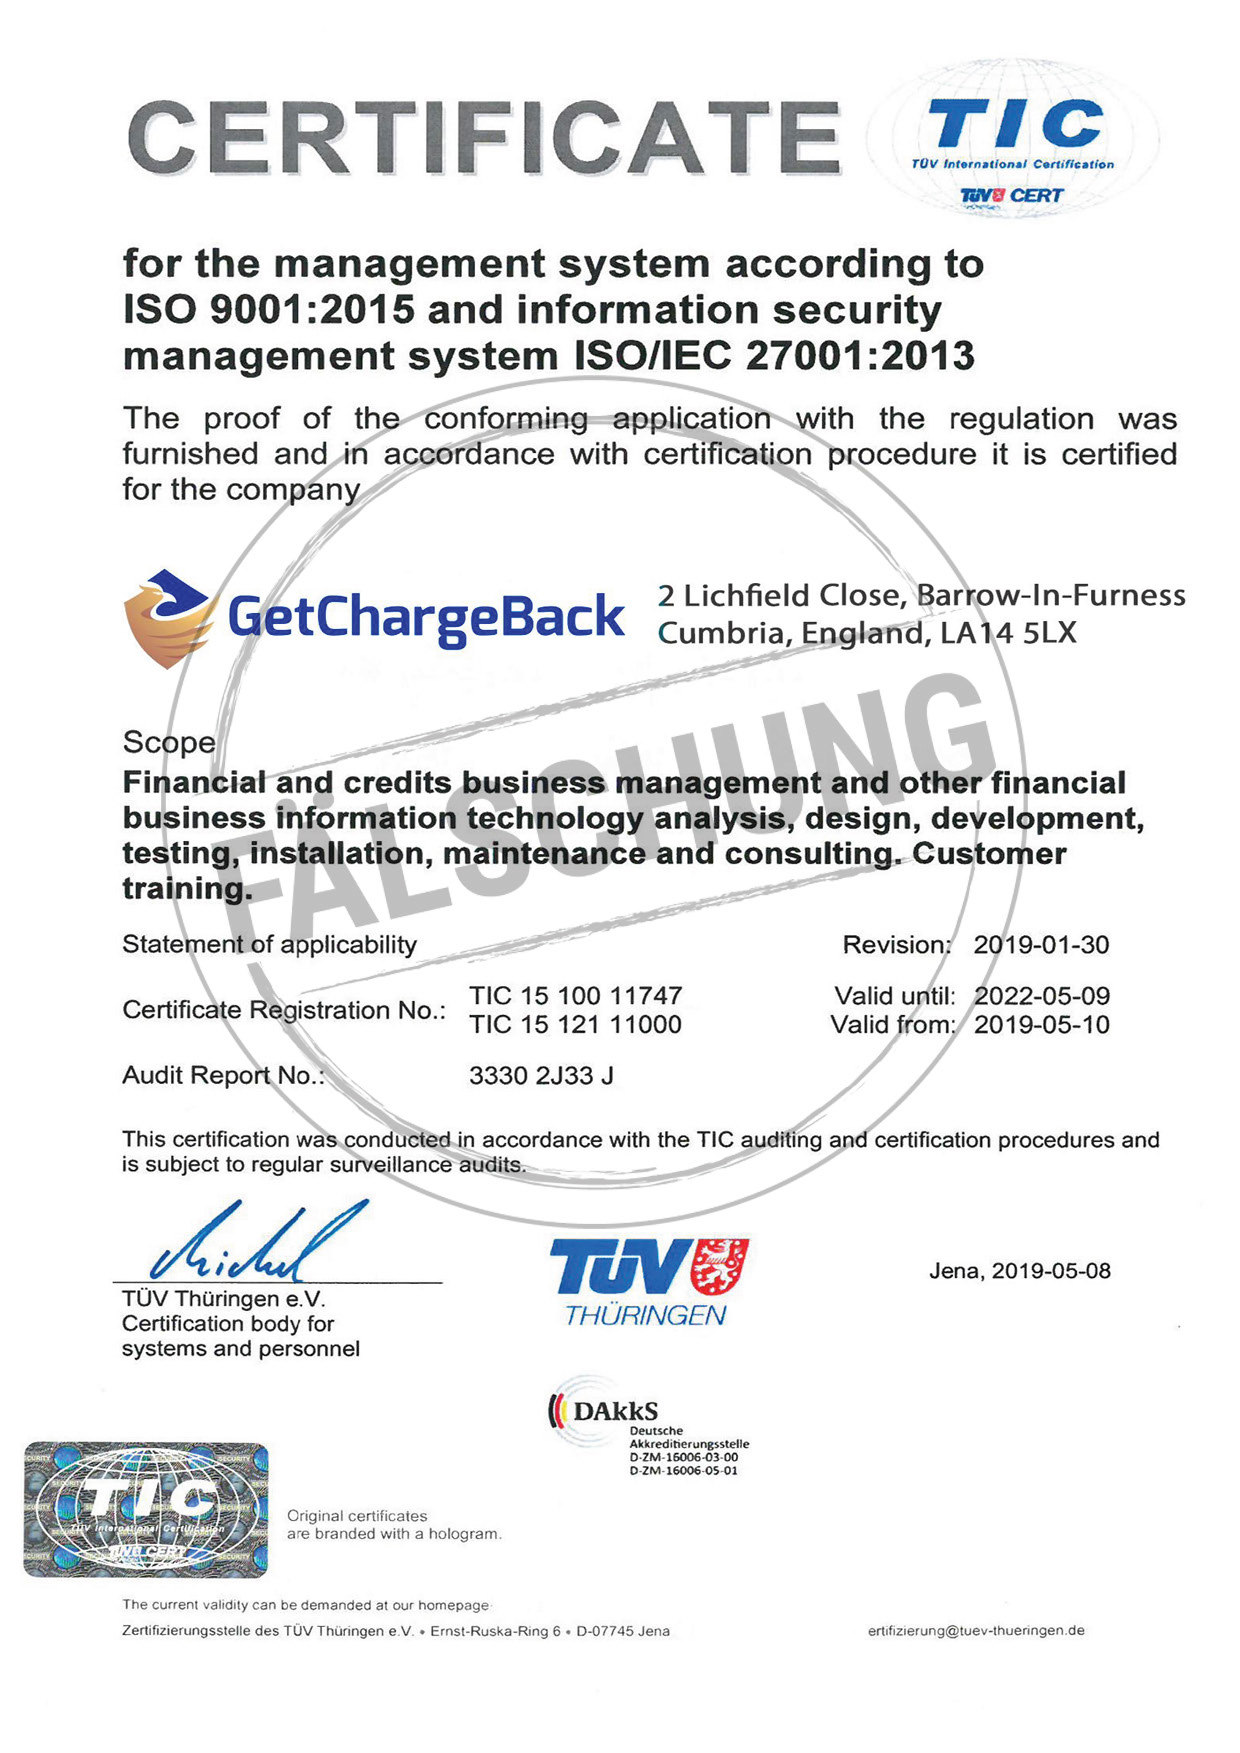 CERTIFICATE
TIC
TÜV International Certification
TÜV CERT
for the management system according to
ISO 9001:2015 and information security
management system ISO/IEC 27001:2013
The proof of the conforming application with the regulation was
furnished and in accordance with certification procedure it is certified
for the company
GetChargeBack
2 Lichfield Close, Barrow-In-Furness
Cumbria, England, LA14 5LX
FÄLSCHUNG
Scope
Financial and credits business management and other financial
business information technology analysis, design, development,
testing, installation, maintenance and consulting. Customer
training.
Statement of applicability
Revision: 2019-01-30
Certificate Registration No.:
TIC 15 100 11747
TIC 15 121 11000
Valid until: 2022-05-09
Valid from: 2019-05-10
Audit Report No.: 3330 2J33 J
This certification was conducted in accordance with the TIC auditing and certification procedures and
is subject to regular surveillance audits.
TÜV Thüringen e.V.
Certification body for
systems and personnel
TÜV
THÜRINGEN
Jena, 2019-05-08
DAkkS
Deutsche
Akkreditierungsstelle
D-ZM-16006-03-00
D-ZM-16006-05-01
TIC
TÜV International Certification
TÜV CERT
Original certificates
are branded with a hologram.
The current validity can be demanded at our homepage
Zertifizierungsstelle des TÜV Thüringen e.V. • Ernst-Ruska-Ring 6 • D-07745 Jena
ertifizierung@tuev-thueringen.de